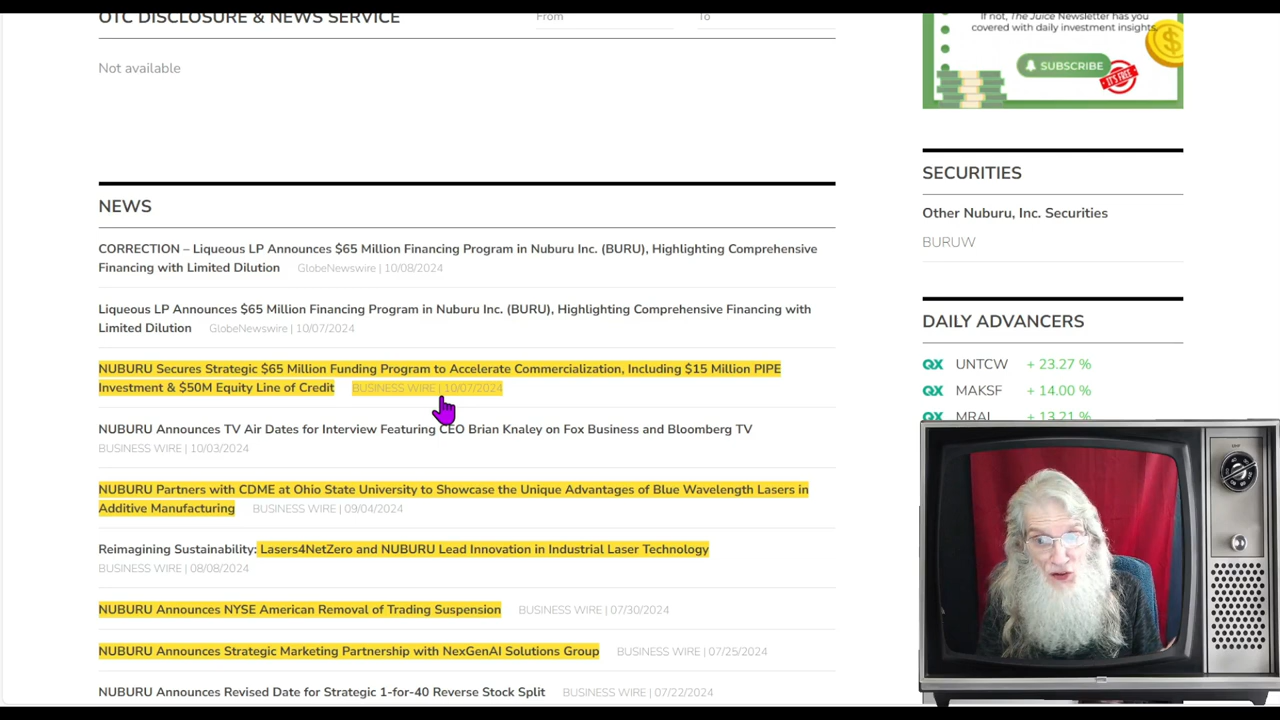 OTC DISCLOSURE & NEWS SERVICE
From
To
Not available
NEWS
CORRECTION – Liqueous LP Announces $65 Million Financing Program in Nuburu Inc. (BURU), Highlighting Comprehensive
Financing with Limited Dilution GlobeNewswire | 10/08/2024
Liqueous LP Announces $65 Million Financing Program in Nuburu Inc. (BURU), Highlighting Comprehensive Financing with
Limited Dilution GlobeNewswire | 10/07/2024
NUBURU Secures Strategic $65 Million Funding Program to Accelerate Commercialization, Including $15 Million PIPE
Investment & $50M Equity Line of Credit BUSINESS WIRE | 10/07/2024
NUBURU Announces TV Air Dates for Interview Featuring CEO Brian Knaley on Fox Business and Bloomberg TV
BUSINESS WIRE | 10/03/2024
NUBURU Partners with CDME at Ohio State University to Showcase the Unique Advantages of Blue Wavelength Lasers in
Additive Manufacturing BUSINESS WIRE | 09/04/2024
Reimagining Sustainability: Lasers4NetZero and NUBURU Lead Innovation in Industrial Laser Technology
BUSINESS WIRE | 08/08/2024
NUBURU Announces NYSE American Removal of Trading Suspension BUSINESS WIRE | 07/30/2024
NUBURU Announces Strategic Marketing Partnership with NexGenAI Solutions Group BUSINESS WIRE | 07/25/2024
NUBURU Announces Revised Date for Strategic 1-for-40 Reverse Stock Split BUSINESS WIRE | 07/22/2024
If not, The Juice Newsletter has you
covered with daily investment insights.
SUBSCRIBE
IT'S FREE
SECURITIES
Other Nuburu, Inc. Securities
BURUW
DAILY ADVANCERS
QX UNTCW + 23.27 %
QX MAKSF + 14.00 %
QX MRAI + 13.21 %